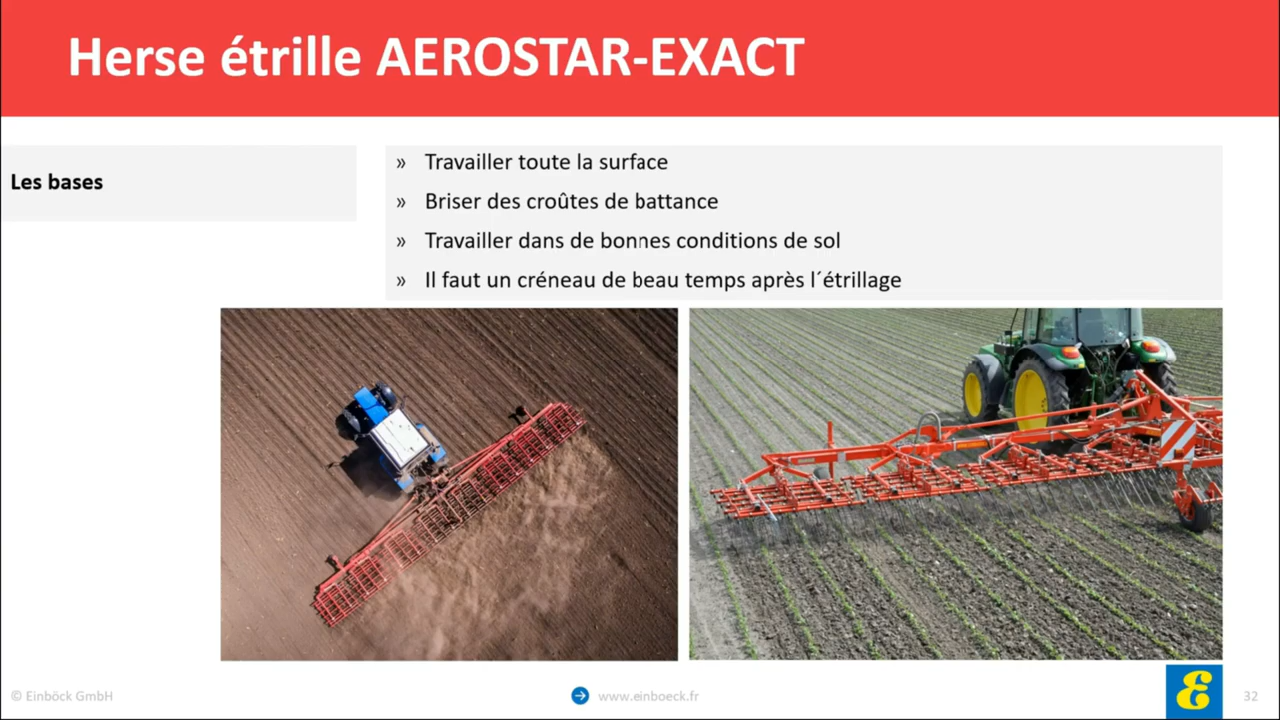 Herse étrille AEROSTAR-EXACT
Les bases
» Travailler toute la surface
» Briser des croûtes de battance
» Travailler dans de bonnes conditions de sol
» Il faut un créneau de beau temps après l´étrillage
© Einböck GmbH
www.einboeck.fr
E
32